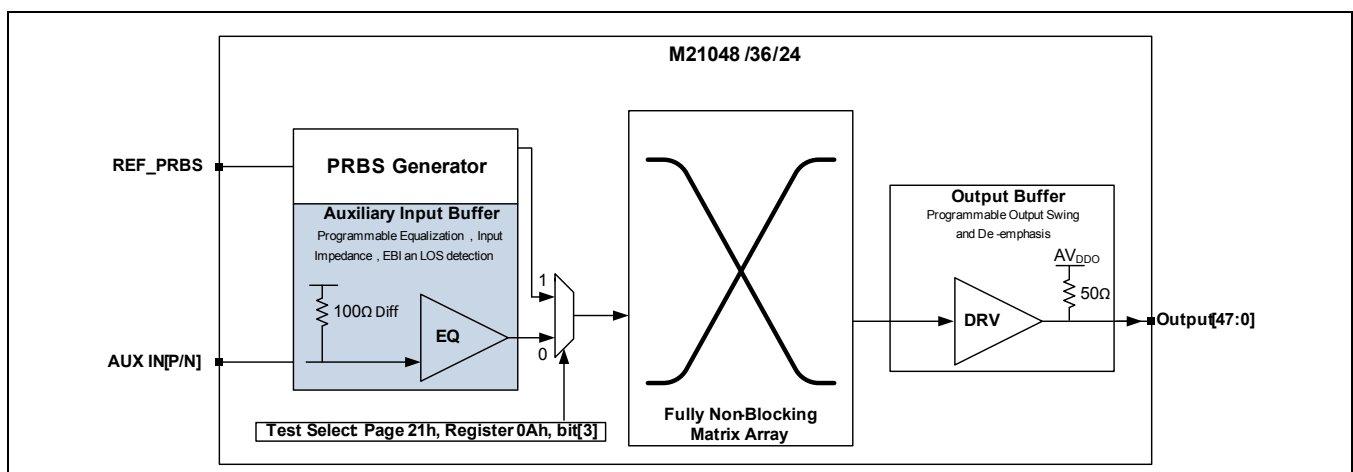 M21048 /36/24
REF_PRBS
PRBS Generator
Auxiliary Input Buffer
Programmable Equalization , Input
Impedance , EBI an LOS detection
100Ω Diff
EQ
AUX IN[P/N]
1
0
Test Select: Page 21h, Register 0Ah, bit[3]
Fully Non-Blocking
Matrix Array
Output Buffer
Programmable Output Swing
and De -emphasis
AVDDO
50Ω
DRV
Output[47:0]